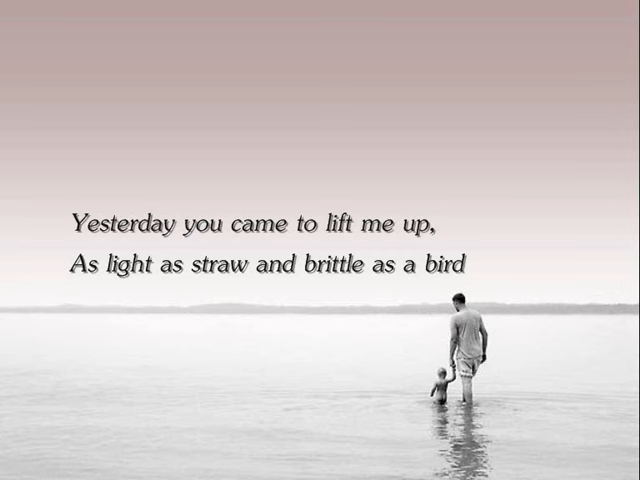 Yesterday you came to lift me up,
As light as straw and brittle as a bird